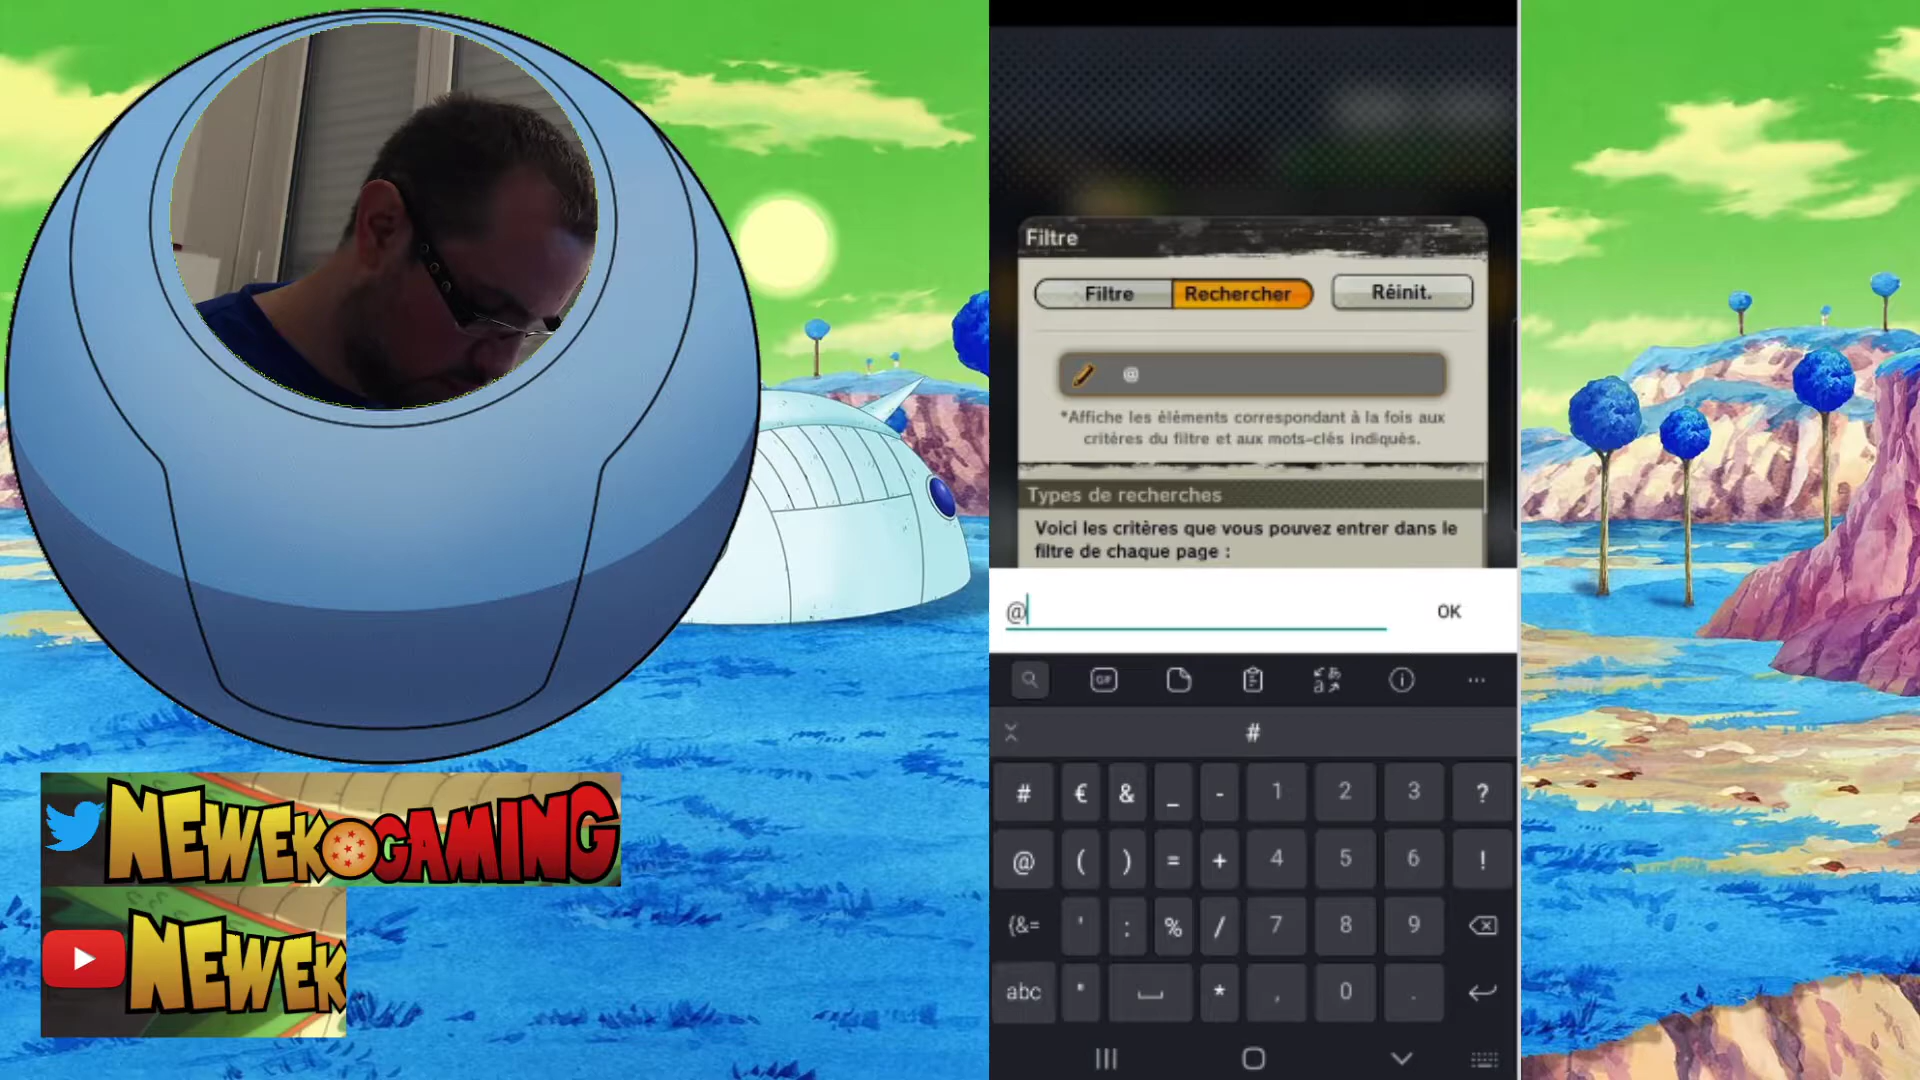 Filtre
Filtre Rechercher Réinit.
@
*Affiche les éléments correspondant à la fois aux
critères du filtre et aux mots-clés indiqués.
Types de recherches
Voici les critères que vous pouvez entrer dans le
filtre de chaque page :
@ OK
GIF
#
# € & _ - 1 2 3 ?
@ ( ) = + 4 5 6 !
{&= ' : % / 7 8 9
abc " * , 0 .
NEWEKOGAMING
NEWEK